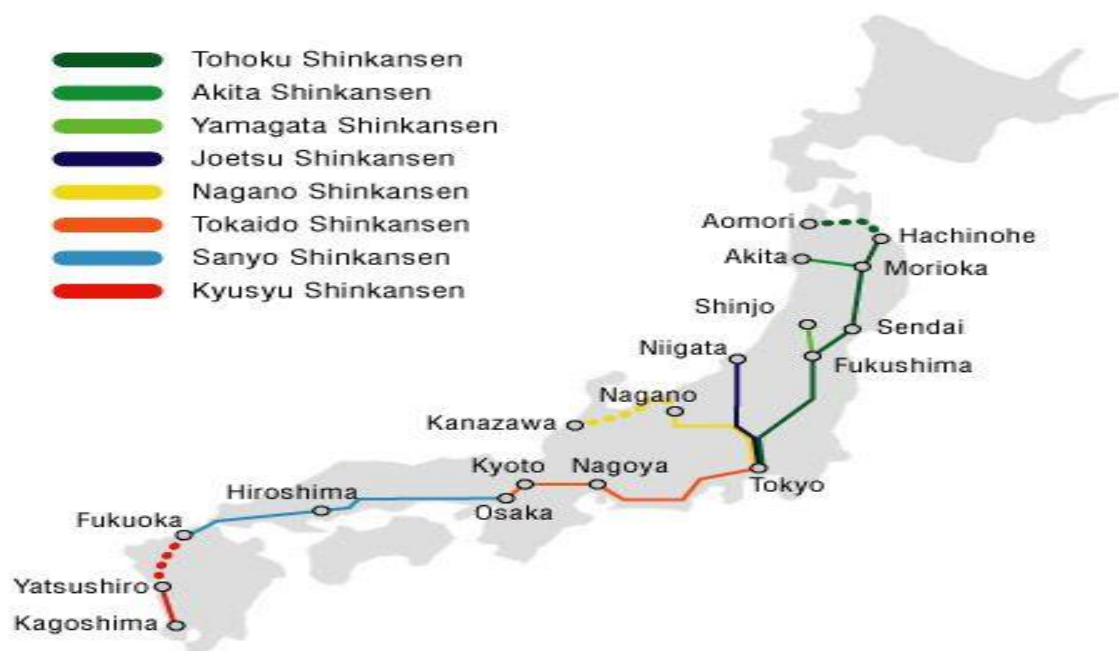 Tohoku Shinkansen
Akita Shinkansen
Yamagata Shinkansen
Joetsu Shinkansen
Nagano Shinkansen
Tokaido Shinkansen
Sanyo Shinkansen
Kyusyu Shinkansen
Aomori
Hachinohe
Akita
Morioka
Shinjo
Sendai
Niigata
Fukushima
Nagano
Kanazawa
Kyoto
Nagoya
Tokyo
Hiroshima
Osaka
Fukuoka
Yatsushiro
Kagoshima